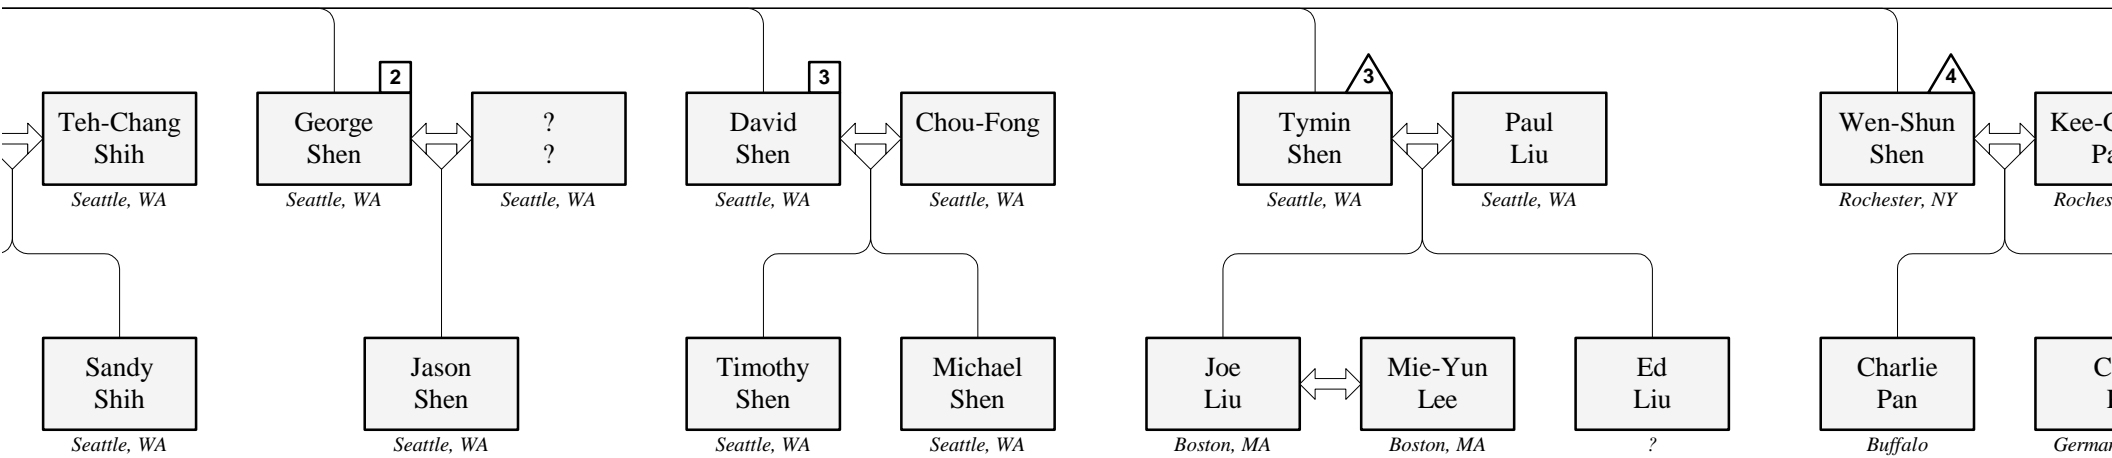 2
3
3
4
Teh-Chang
Shih
Seattle, WA
George
Shen
Seattle, WA
?
?
Seattle, WA
David
Shen
Seattle, WA
Chou-Fong
Seattle, WA
Tymin
Shen
Seattle, WA
Paul
Liu
Seattle, WA
Wen-Shun
Shen
Rochester, NY
Sandy
Shih
Seattle, WA
Jason
Shen
Seattle, WA
Timothy
Shen
Seattle, WA
Michael
Shen
Seattle, WA
Joe
Liu
Boston, MA
Mie-Yun
Lee
Boston, MA
Ed
Liu
?
Charlie
Pan
Buffalo